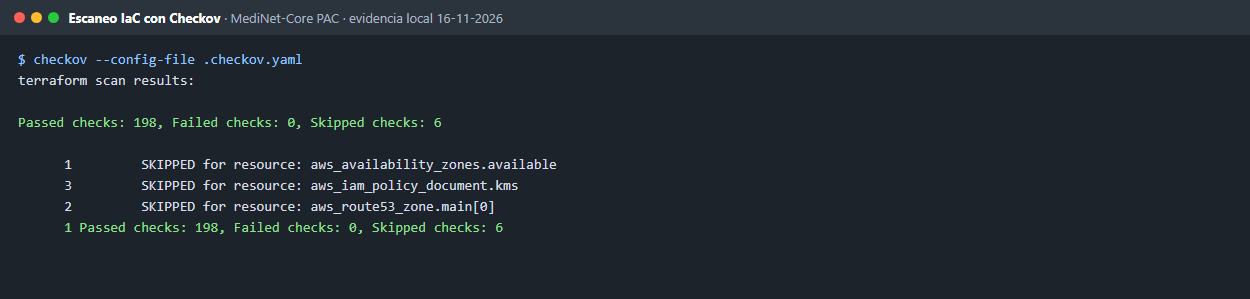 Escaneo IaC con Checkov · MediNet-Core PAC · evidencia local 16-11-2026
$ checkov --config-file .checkov.yaml
terraform scan results:
Passed checks: 198, Failed checks: 0, Skipped checks: 6
1 SKIPPED for resource: aws_availability_zones.available
3 SKIPPED for resource: aws_iam_policy_document.kms
2 SKIPPED for resource: aws_route53_zone.main[0]
1 Passed checks: 198, Failed checks: 0, Skipped checks: 6